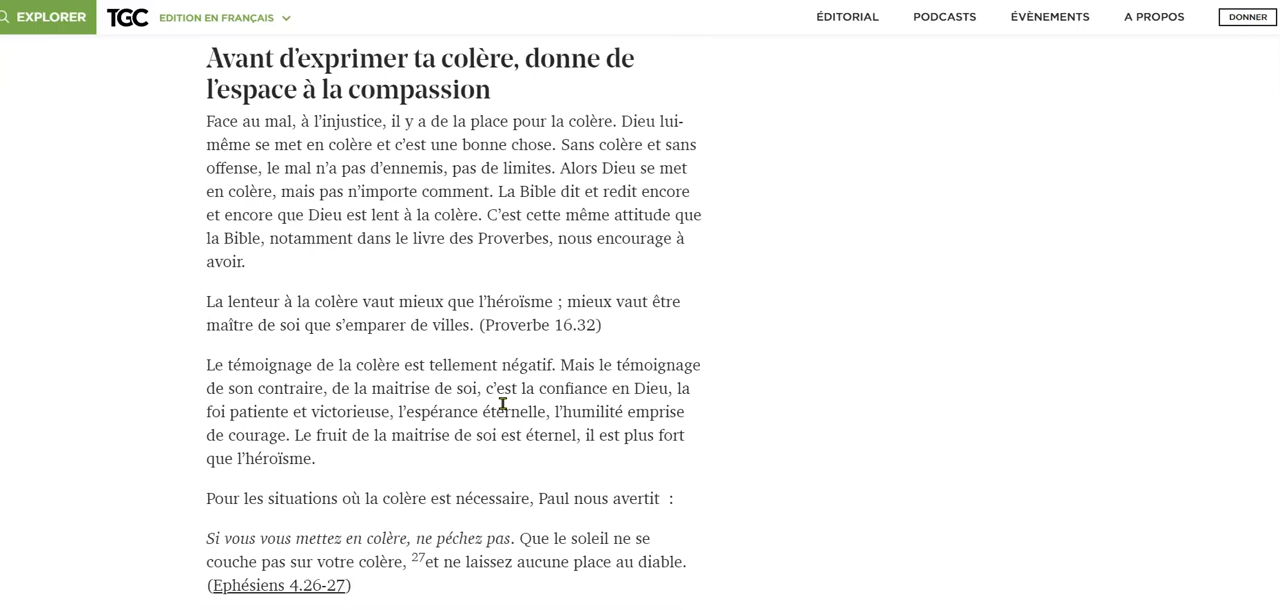 EXPLORER TGC EDITION EN FRANÇAIS ÉDITORIAL PODCASTS ÉVÈNEMENTS A PROPOS DONNER
Avant d’exprimer ta colère, donne de
l’espace à la compassion
Face au mal, à l’injustice, il y a de la place pour la colère. Dieu lui-
même se met en colère et c’est une bonne chose. Sans colère et sans
offense, le mal n’a pas d’ennemis, pas de limites. Alors Dieu se met
en colère, mais pas n’importe comment. La Bible dit et redit encore
et encore que Dieu est lent à la colère. C’est cette même attitude que
la Bible, notamment dans le livre des Proverbes, nous encourage à
avoir.
La lenteur à la colère vaut mieux que l’héroïsme ; mieux vaut être
maître de soi que s’emparer de villes. (Proverbe 16.32)
Le témoignage de la colère est tellement négatif. Mais le témoignage
de son contraire, de la maitrise de soi, c’est la confiance en Dieu, la
foi patiente et victorieuse, l’espérance éternelle, l’humilité emprise
de courage. Le fruit de la maitrise de soi est éternel, il est plus fort
que l’héroïsme.
Pour les situations où la colère est nécessaire, Paul nous avertit :
Si vous vous mettez en colère, ne péchez pas. Que le soleil ne se
couche pas sur votre colère, 27et ne laissez aucune place au diable.
(Ephésiens 4.26-27)